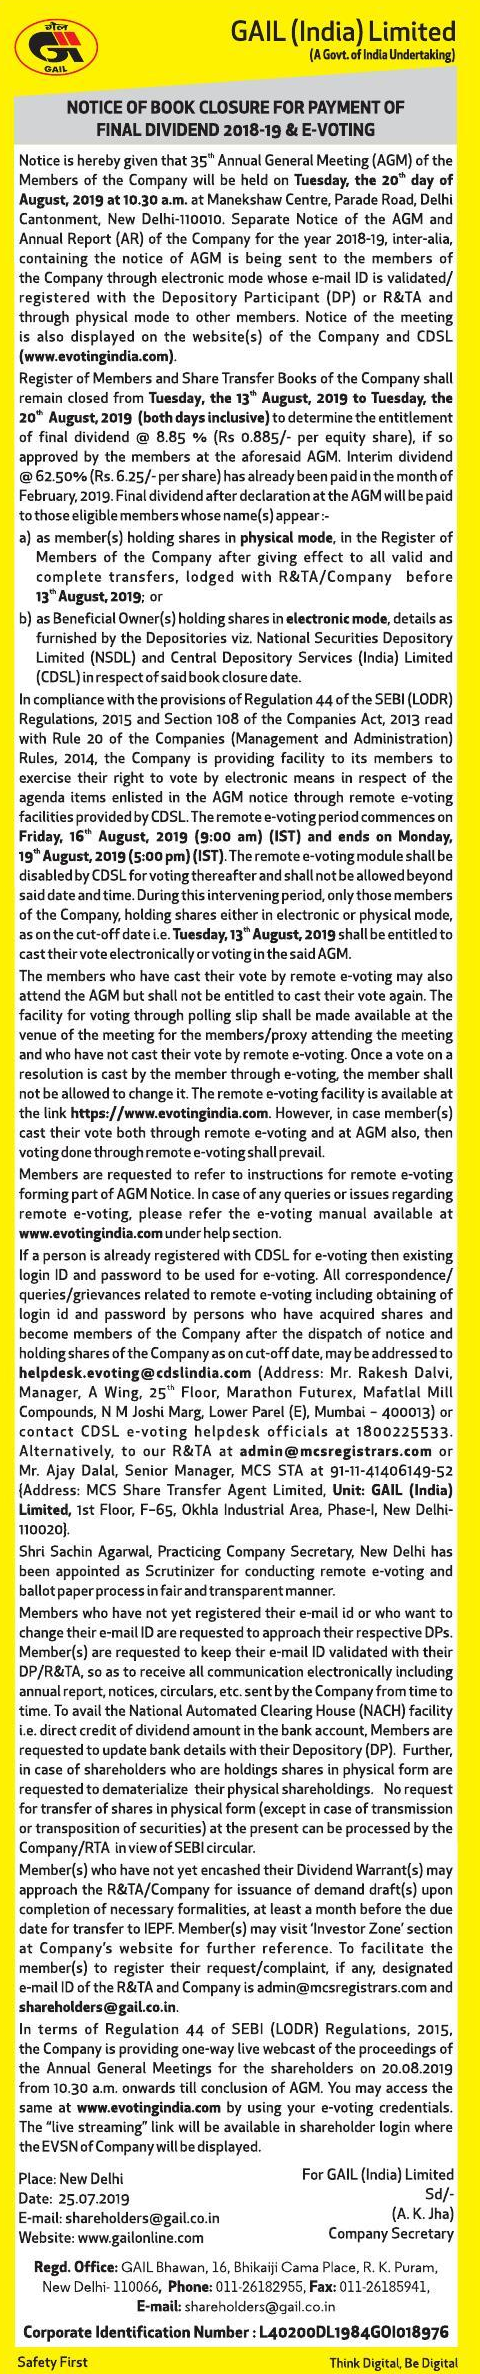 गेल
GAIL
GAIL (India) Limited
(A Govt. of India Undertaking)
NOTICE OF BOOK CLOSURE FOR PAYMENT OF
FINAL DIVIDEND 2018-19 & E-VOTING
Notice is hereby given that 35th Annual General Meeting (AGM) of the
Members of the Company will be held on Tuesday, the 20th day of
August, 2019 at 10.30 a.m. at Manekshaw Centre, Parade Road, Delhi
Cantonment, New Delhi-110010. Separate Notice of the AGM and
Annual Report (AR) of the Company for the year 2018-19, inter-alia,
containing the notice of AGM is being sent to the members of
the Company through electronic mode whose e-mail ID is validated/
registered with the Depository Participant (DP) or R&TA and
through physical mode to other members. Notice of the meeting
is also displayed on the website(s) of the Company and CDSL
(www.evotingindia.com).
Register of Members and Share Transfer Books of the Company shall
remain closed from Tuesday, the 13th August, 2019 to Tuesday, the
20th August, 2019 (both days inclusive) to determine the entitlement
of final dividend @ 8.85 % (Rs 0.885/- per equity share), if so
approved by the members at the aforesaid AGM. Interim dividend
@ 62.50% (Rs. 6.25/- per share) has already been paid in the month of
February, 2019. Final dividend after declaration at the AGM will be paid
to those eligible members whose name(s) appear :-
a) as member(s) holding shares in physical mode, in the Register of
Members of the Company after giving effect to all valid and
complete transfers, lodged with R&TA/Company before
13th August, 2019; or
b) as Beneficial Owner(s) holding shares in electronic mode, details as
furnished by the Depositories viz. National Securities Depository
Limited (NSDL) and Central Depository Services (India) Limited
(CDSL) in respect of said book closure date.
In compliance with the provisions of Regulation 44 of the SEBI (LODR)
Regulations, 2015 and Section 108 of the Companies Act, 2013 read
with Rule 20 of the Companies (Management and Administration)
Rules, 2014, the Company is providing facility to its members to
exercise their right to vote by electronic means in respect of the
agenda items enlisted in the AGM notice through remote e-voting
facilities provided by CDSL. The remote e-voting period commences on
Friday, 16th August, 2019 (9:00 am) (IST) and ends on Monday,
19th August, 2019 (5:00 pm) (IST). The remote e-voting module shall be
disabled by CDSL for voting thereafter and shall not be allowed beyond
said date and time. During this intervening period, only those members
of the Company, holding shares either in electronic or physical mode,
as on the cut-off date i.e. Tuesday, 13th August, 2019 shall be entitled to
cast their vote electronically or voting in the said AGM.
The members who have cast their vote by remote e-voting may also
attend the AGM but shall not be entitled to cast their vote again. The
facility for voting through polling slip shall be made available at the
venue of the meeting for the members/proxy attending the meeting
and who have not cast their vote by remote e-voting. Once a vote on a
resolution is cast by the member through e-voting, the member shall
not be allowed to change it. The remote e-voting facility is available at
the link https://www.evotingindia.com. However, in case member(s)
cast their vote both through remote e-voting and at AGM also, then
voting done through remote e-voting shall prevail.
Members are requested to refer to instructions for remote e-voting
forming part of AGM Notice. In case of any queries or issues regarding
remote e-voting, please refer the e-voting manual available at
www.evotingindia.com under help section.
If a person is already registered with CDSL for e-voting then existing
login ID and password to be used for e-voting. All correspondence/
queries/grievances related to remote e-voting including obtaining of
login id and password by persons who have acquired shares and
become members of the Company after the dispatch of notice and
holding shares of the Company as on cut-off date, may be addressed to
helpdesk.evoting@cdslindia.com (Address: Mr. Rakesh Dalvi,
Manager, A Wing, 25th Floor, Marathon Futurex, Mafatlal Mill
Compounds, N M Joshi Marg, Lower Parel (E), Mumbai – 400013) or
contact CDSL e-voting helpdesk officials at 1800225533.
Alternatively, to our R&TA at admin@mcsregistrars.com or
Mr. Ajay Dalal, Senior Manager, MCS STA at 91-11-41406149-52
{Address: MCS Share Transfer Agent Limited, Unit: GAIL (India)
Limited, 1st Floor, F–65, Okhla Industrial Area, Phase-I, New Delhi-
110020}.
Shri Sachin Agarwal, Practicing Company Secretary, New Delhi has
been appointed as Scrutinizer for conducting remote e-voting and
ballot paper process in fair and transparent manner.
Members who have not yet registered their e-mail id or who want to
change their e-mail ID are requested to approach their respective DPs.
Member(s) are requested to keep their e-mail ID validated with their
DP/R&TA, so as to receive all communication electronically including
annual report, notices, circulars, etc. sent by the Company from time to
time. To avail the National Automated Clearing House (NACH) facility
i.e. direct credit of dividend amount in the bank account, Members are
requested to update bank details with their Depository (DP). Further,
in case of shareholders who are holdings shares in physical form are
requested to dematerialize their physical shareholdings. No request
for transfer of shares in physical form (except in case of transmission
or transposition of securities) at the present can be processed by the
Company/RTA in view of SEBI circular.
Member(s) who have not yet encashed their Dividend Warrant(s) may
approach the R&TA/Company for issuance of demand draft(s) upon
completion of necessary formalities, at least a month before the due
date for transfer to IEPF. Member(s) may visit 'Investor Zone' section
at Company's website for further reference. To facilitate the
member(s) to register their request/complaint, if any, designated
e-mail ID of the R&TA and Company is admin@mcsregistrars.com and
shareholders@gail.co.in.
In terms of Regulation 44 of SEBI (LODR) Regulations, 2015,
the Company is providing one-way live webcast of the proceedings of
the Annual General Meetings for the shareholders on 20.08.2019
from 10.30 a.m. onwards till conclusion of AGM. You may access the
same at www.evotingindia.com by using your e-voting credentials.
The "live streaming" link will be available in shareholder login where
the EVSN of Company will be displayed.
Place: New Delhi
Date: 25.07.2019
E-mail: shareholders@gail.co.in
Website: www.gailonline.com
For GAIL (India) Limited
Sd/-
(A. K. Jha)
Company Secretary
Regd. Office: GAIL Bhawan, 16, Bhikaiji Cama Place, R. K. Puram,
New Delhi- 110066, Phone: 011-26182955, Fax: 011-26185941,
E-mail: shareholders@gail.co.in
Corporate Identification Number : L40200DL1984GOI018976
Safety First
Think Digital, Be Digital